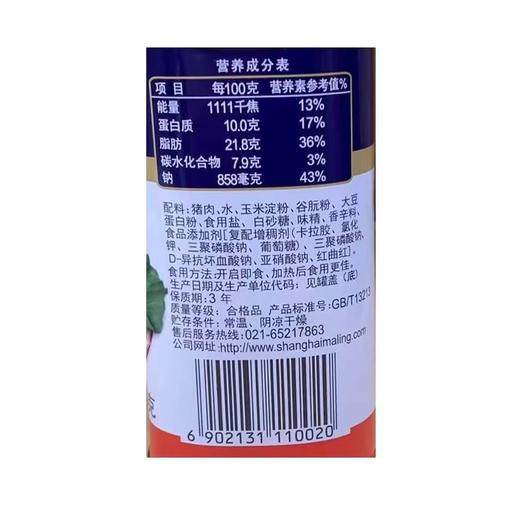 营养成分表
项目 每100克 营养素参考值%
能量 1111千焦 13%
蛋白质 10.0克 17%
脂肪 21.8克 36%
碳水化合物 7.9克 3%
钠 858毫克 43%
配料:猪肉、水、玉米淀粉、谷朊粉、大豆
蛋白粉、食用盐、白砂糖、味精、香辛料、
食品添加剂[复配增稠剂(卡拉胶、氯化
钾、三聚磷酸钠、葡萄糖)、三聚磷酸钠、
D-异抗坏血酸钠、亚硝酸钠、红曲红]。
食用方法:开启即食、加热后食用更佳。
生产日期及生产单位代码:见罐盖(底)
保质期:3年
质量等级:合格品 产品标准号:GB/T13213
贮存条件:常温、阴凉干燥
售后服务热线:021-65217863
公司网址:http://www.shanghaimaling.com
克
6 902131 110020